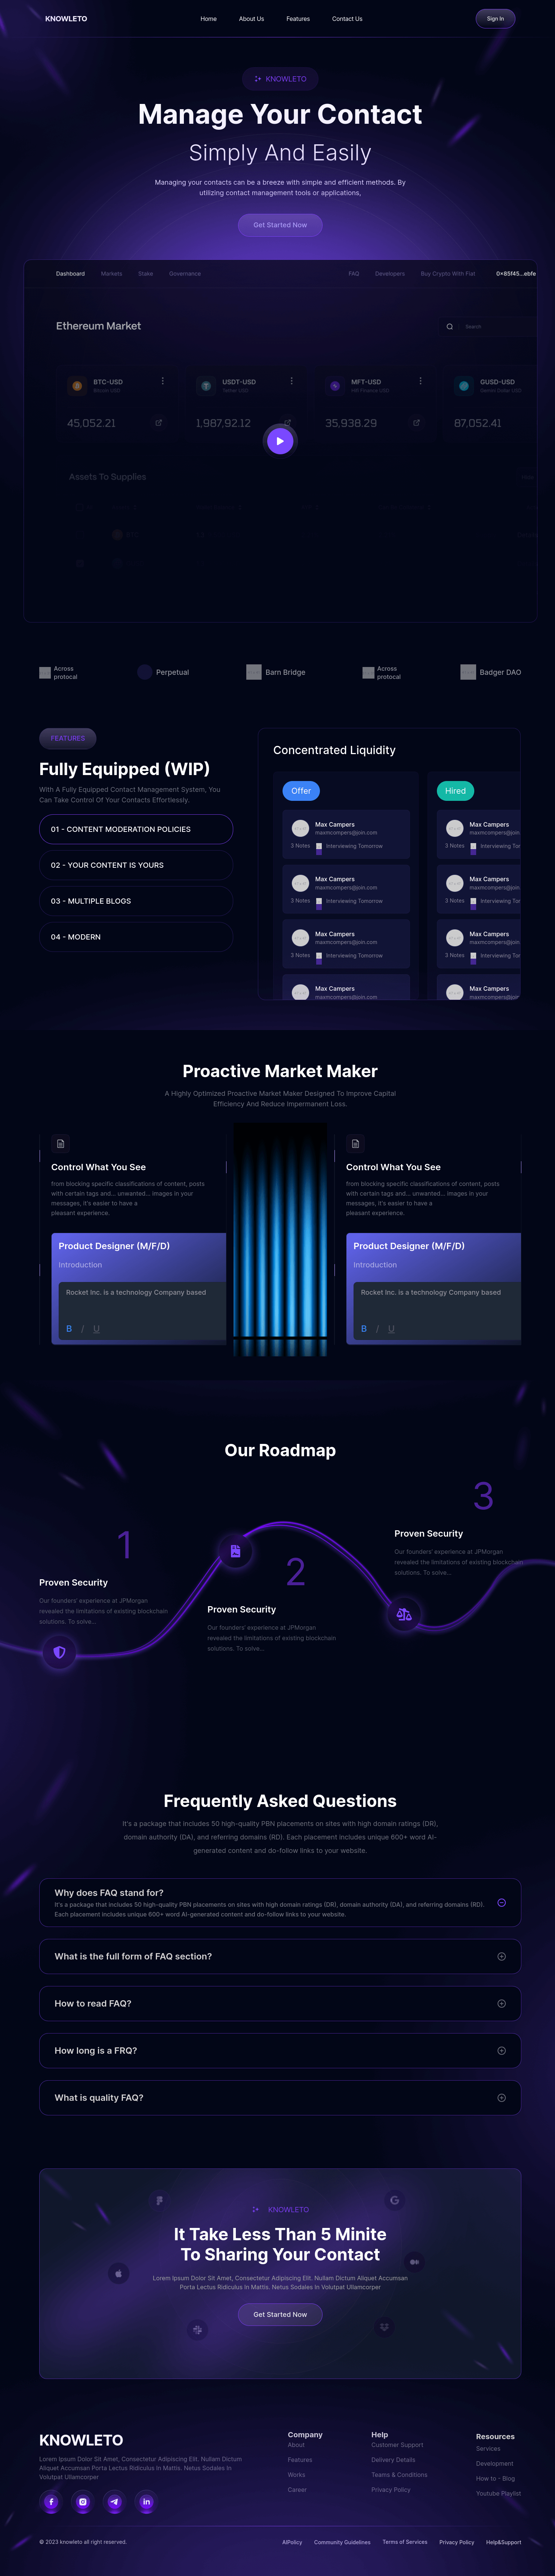 KNOWLETO
Home
About Us
Features
Contact Us
Sign In
KNOWLETO
Manage Your Contact
Simply And Easily
Managing your contacts can be a breeze with simple and efficient methods. By
utilizing contact management tools or applications,
Get Started Now
Dashboard
Markets
Stake
Governance
FAQ
Developers
Buy Crypto With Fiat
0x85f45...ebfe
Ethereum Market
Search
BTC-USD
Bitcoin USD
USDT-USD
Tether USD
MFT-USD
Hifi Finance USD
GUSD-USD
Gemini Dollar USD
45,052.21
1,987,92.12
35,938.29
87,052.41
Assets To Supplies
Across
protocal
Perpetual
Barn Bridge
Across
protocal
Badger DAO
FEATURES
Fully Equipped (WIP)
With A Fully Equipped Contact Management System, You
Can Take Control Of Your Contacts Effortlessly.
01 - CONTENT MODERATION POLICIES
02 - YOUR CONTENT IS YOURS
03 - MULTIPLE BLOGS
04 - MODERN
Concentrated Liquidity
Offer
Max Campers
maxmcompers@join.com
3 Notes
Interviewing Tomorrow
Max Campers
maxmcompers@join.com
3 Notes
Interviewing Tomorrow
Max Campers
maxmcompers@join.com
3 Notes
Interviewing Tomorrow
Max Campers
maxmcompers@join.com
Hired
Max Campers
maxmcompers@join
3 Notes
Interviewing Tor
Max Campers
maxmcompers@join
3 Notes
Interviewing Tor
Max Campers
maxmcompers@join
3 Notes
Interviewing Tor
Max Campers
maxmcompers@join
Proactive Market Maker
A Highly Optimized Proactive Market Maker Designed To Improve Capital
Efficiency And Reduce Impermanent Loss.
Control What You See
from blocking specific classifications of content, posts
with certain tags and... unwanted... images in your
messages, it's easier to have a
pleasant experience.
Product Designer (M/F/D)
Introduction
Rocket Inc. is a technology Company based
B / U
Control What You See
from blocking specific classifications of content, posts
with certain tags and... unwanted... images in your
messages, it's easier to have a
pleasant experience.
Product Designer (M/F/D)
Introduction
Rocket Inc. is a technology Company based
B / U
Our Roadmap
1
Proven Security
Our founders' experience at JPMorgan
revealed the limitations of existing blockchain
solutions. To solve...
2
Proven Security
Our founders' experience at JPMorgan
revealed the limitations of existing blockchain
solutions. To solve...
3
Proven Security
Our founders' experience at JPMorgan
revealed the limitations of existing blockchain
solutions. To solve...
Frequently Asked Questions
It's a package that includes 50 high-quality PBN placements on sites with high domain ratings (DR),
domain authority (DA), and referring domains (RD). Each placement includes unique 600+ word AI-
generated content and do-follow links to your website.
Why does FAQ stand for?
It's a package that includes 50 high-quality PBN placements on sites with high domain ratings (DR), domain authority (DA), and referring domains (RD).
Each placement includes unique 600+ word AI-generated content and do-follow links to your website.
What is the full form of FAQ section?
How to read FAQ?
How long is a FRQ?
What is quality FAQ?
KNOWLETO
It Take Less Than 5 Minite
To Sharing Your Contact
Lorem Ipsum Dolor Sit Amet, Consectetur Adipiscing Elit. Nullam Dictum Aliquet Accumsan
Porta Lectus Ridiculus In Mattis. Netus Sodales In Volutpat Ullamcorper
Get Started Now
KNOWLETO
Lorem Ipsum Dolor Sit Amet, Consectetur Adipiscing Elit. Nullam Dictum
Aliquet Accumsan Porta Lectus Ridiculus In Mattis. Netus Sodales In
Volutpat Ullamcorper
Company
About
Features
Works
Career
Help
Customer Support
Delivery Details
Teams & Conditions
Privacy Policy
Resources
Services
Development
How to - Blog
Youtube Playlist
© 2023 knowleto all right reserved.
AIPolicy
Community Guidelines
Terms of Services
Privacy Policy
Help&Support